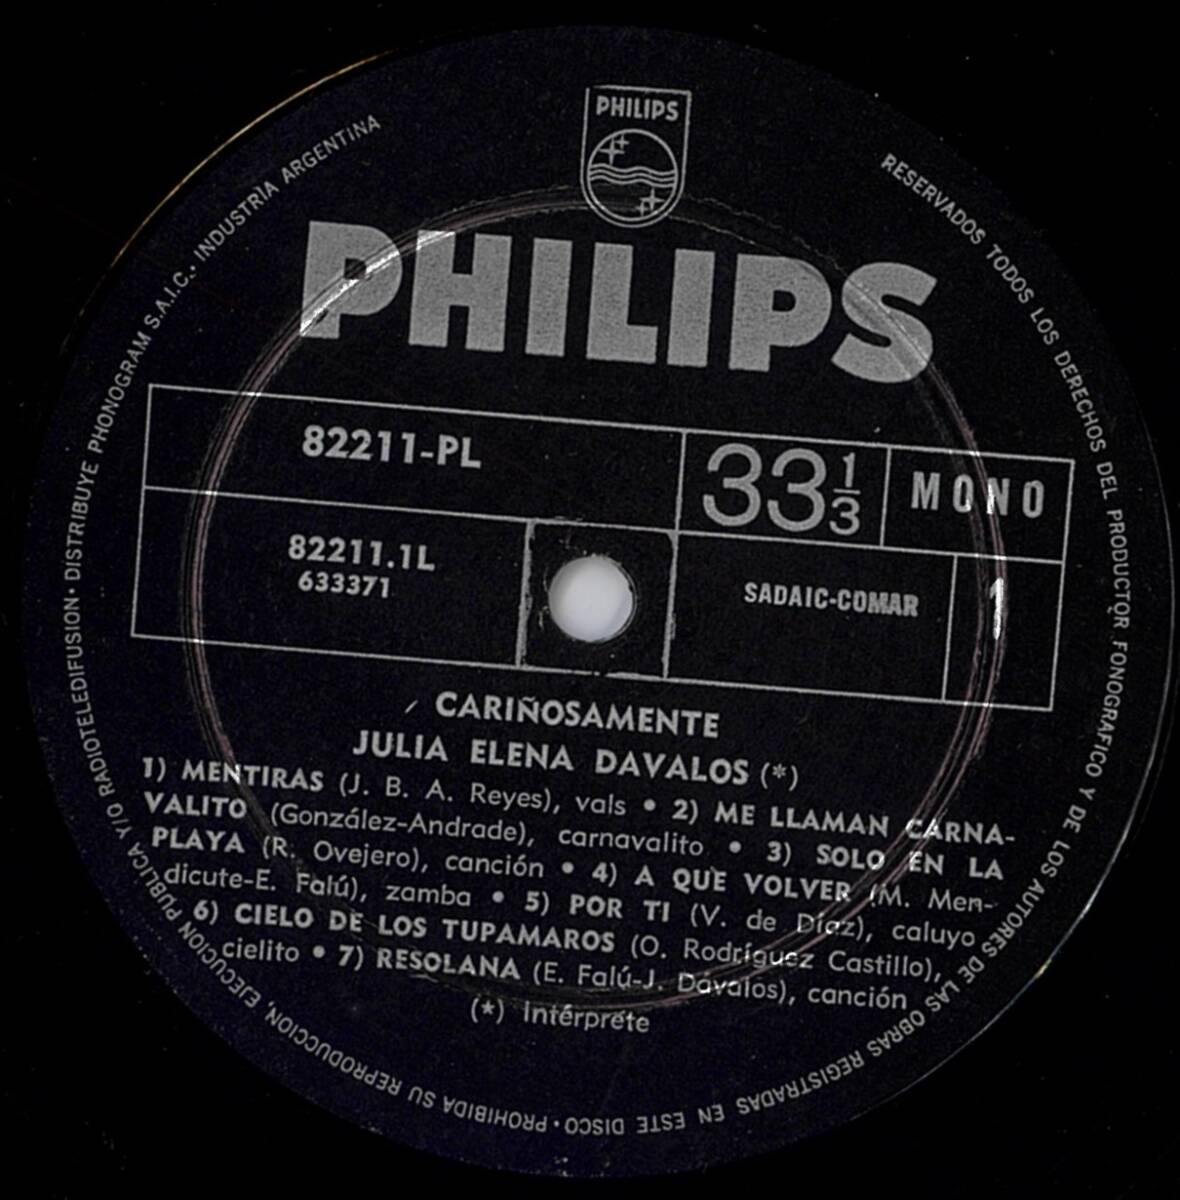 PHILIPS
PHILIPS
82211-PL
33 1/3
MONO
82211.1L
633371
SADAIC-COMAR
1
CARIÑOSAMENTE
JULIA ELENA DAVALOS (*)
1) MENTIRAS (J. B. A. Reyes), vals • 2) ME LLAMAN CARNA-
VALITO (González-Andrade), carnavalito • 3) SOLO EN LA
PLAYA (R. Ovejero), canción • 4) A QUE VOLVER (M. Men-
dicute-E. Falú), zamba • 5) POR TI (V. de Díaz), caluyo
6) CIELO DE LOS TUPAMAROS (O. Rodríguez Castillo),
cielito • 7) RESOLANA (E. Falú-J. Dávalos), canción
(*) Intérprete
RESERVADOS TODOS LOS DERECHOS DEL PRODUCTOR FONOGRAFICO Y DE LOS AUTORES DE LAS OBRAS REGISTRADAS EN ESTE DISCO • PROHIBIDA SU REPRODUCCION, EJECUCION PUBLICA Y/O RADIOTELEDIFUSION • DISTRIBUYE PHONOGRAM S.A.I.C. • INDUSTRIA ARGENTINA